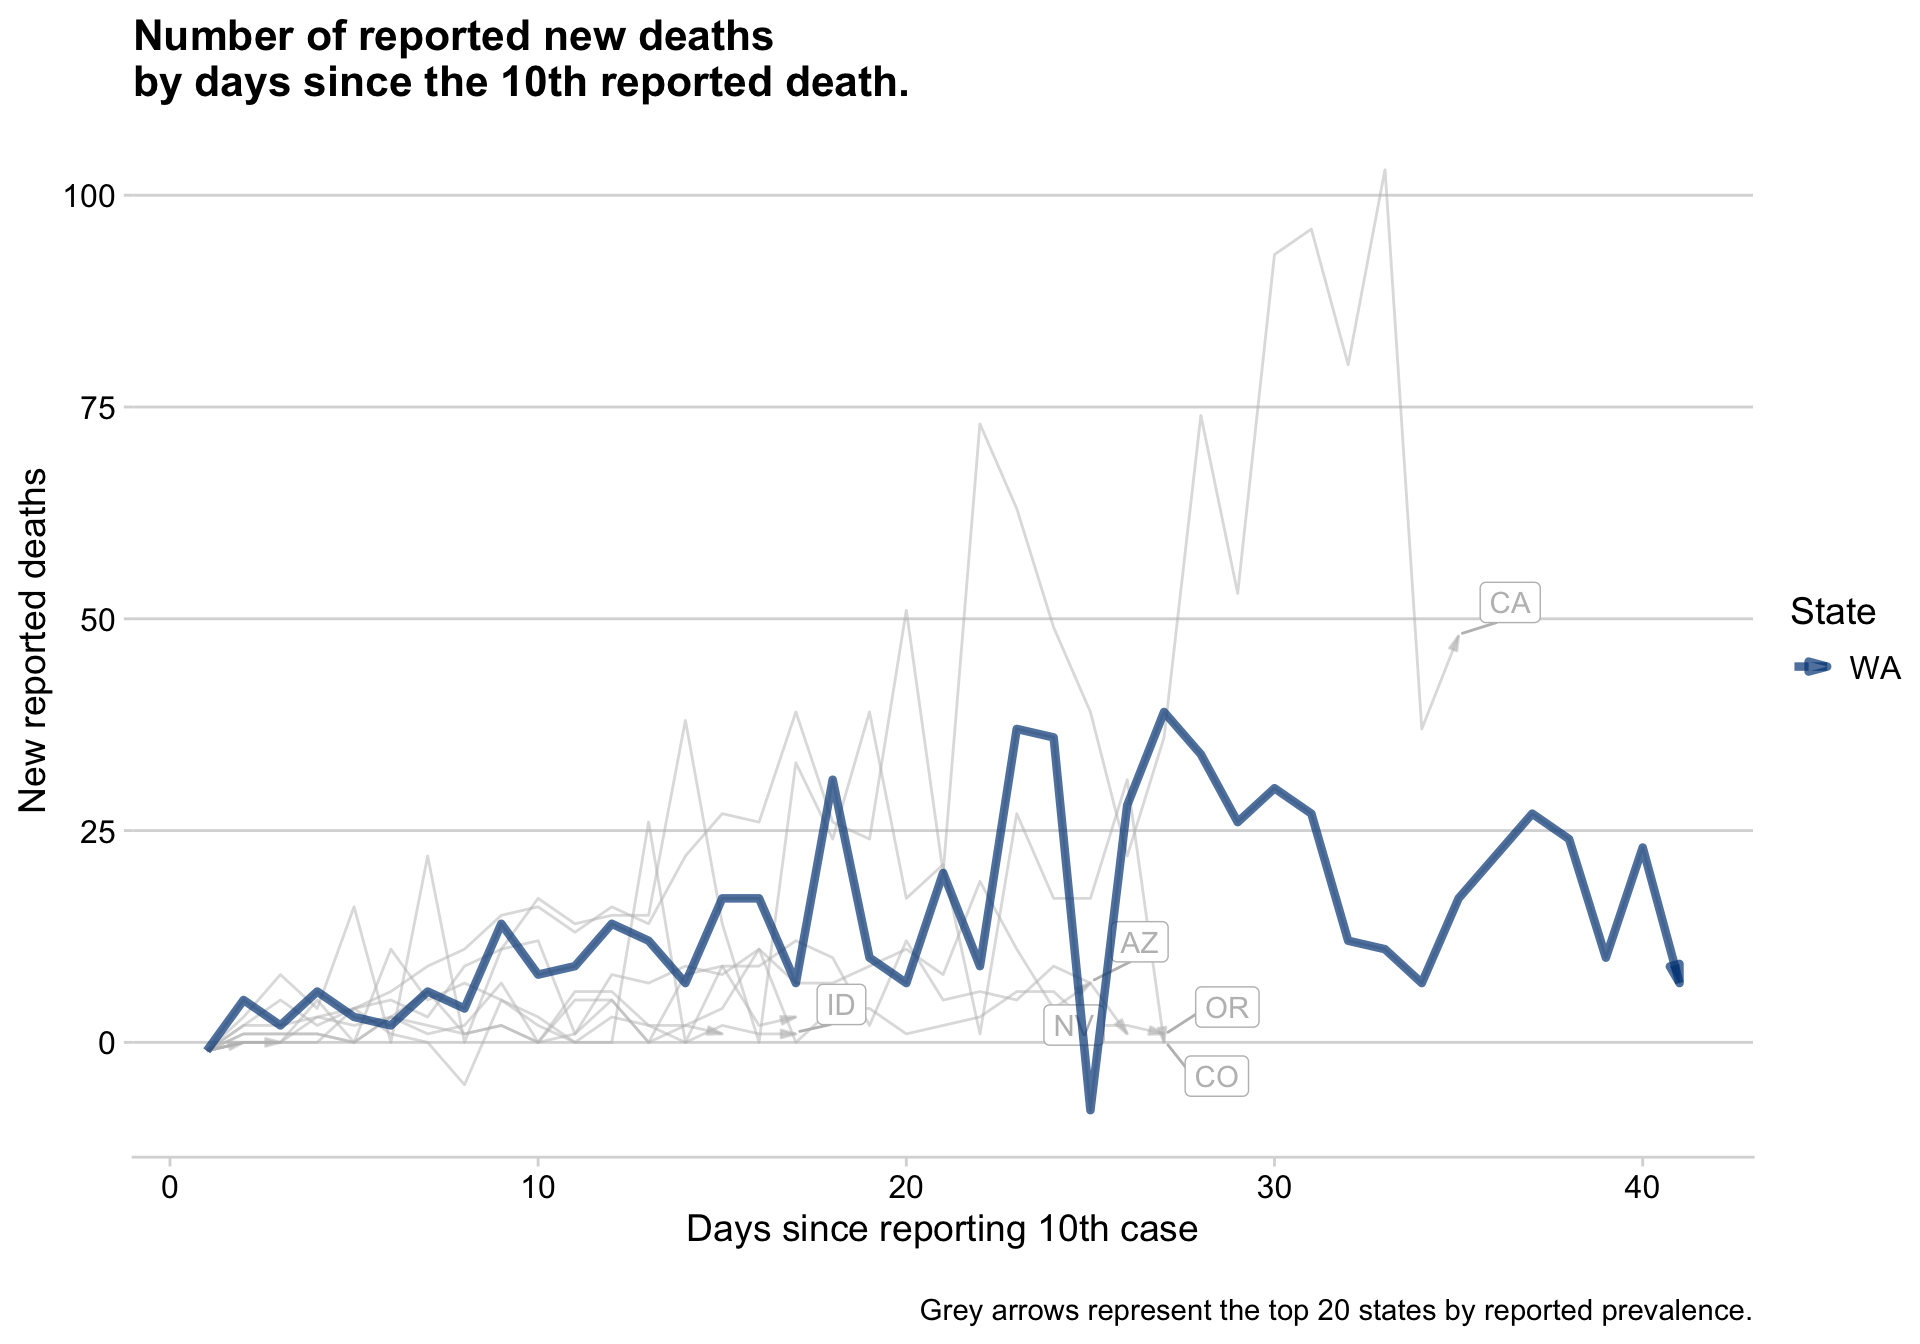 Number of reported new deaths
by days since the 10th reported death.
100
75
50
25
0
New reported deaths
CA
AZ
ID
NV
OR
CO
State
WA
0
10
20
30
40
Days since reporting 10th case
Grey arrows represent the top 20 states by reported prevalence.